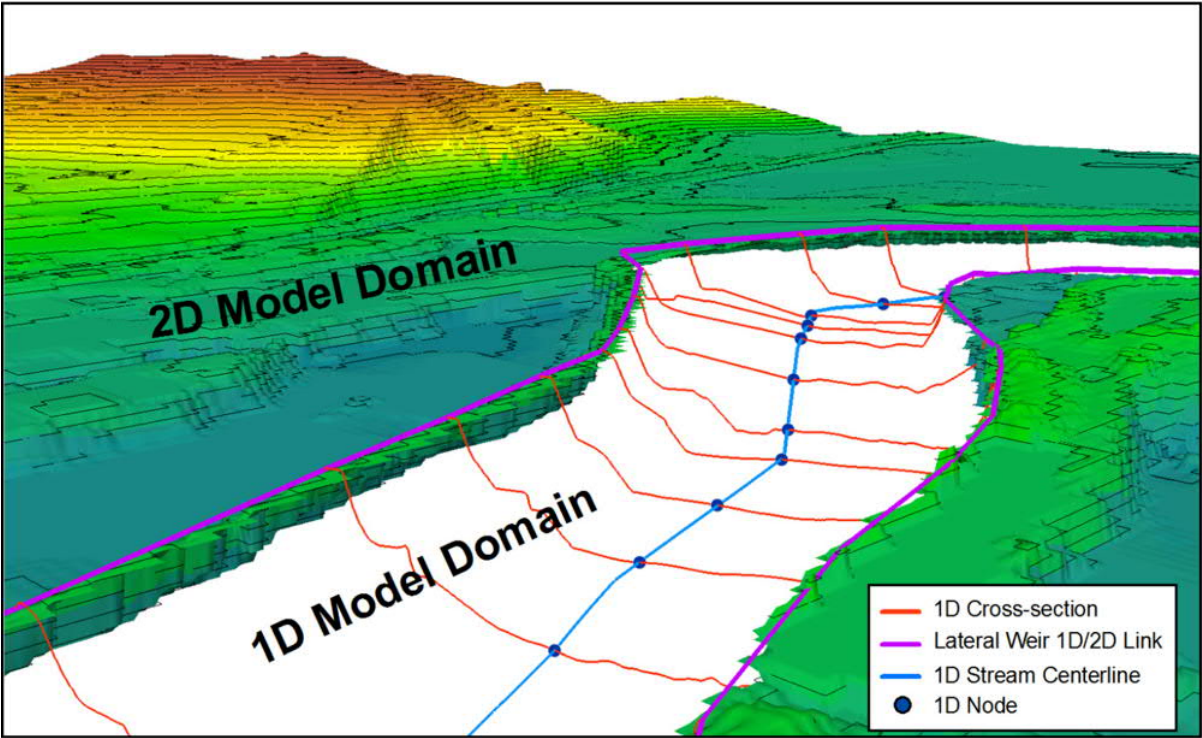 2D Model Domain
1D Model Domain
1D Cross-section
Lateral Weir 1D/2D Link
1D Stream Centerline
1D Node